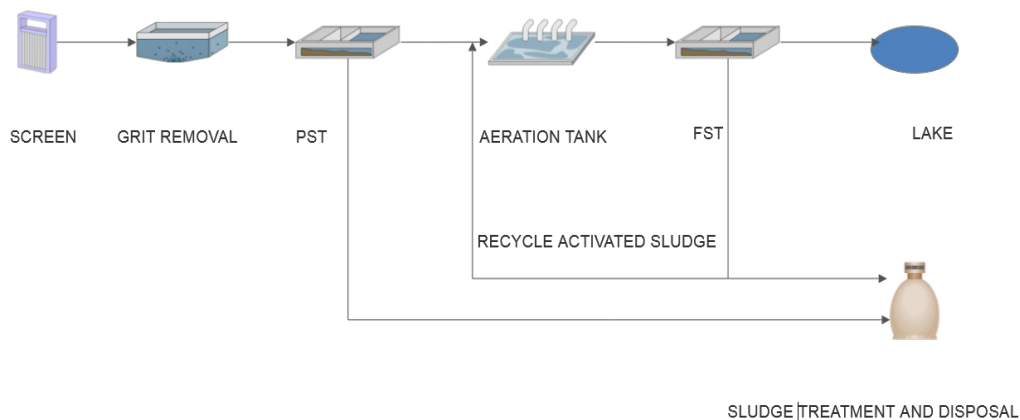 SCREEN
GRIT REMOVAL
PST
AERATION TANK
FST
LAKE
RECYCLE ACTIVATED SLUDGE
SLUDGE TREATMENT AND DISPOSAL